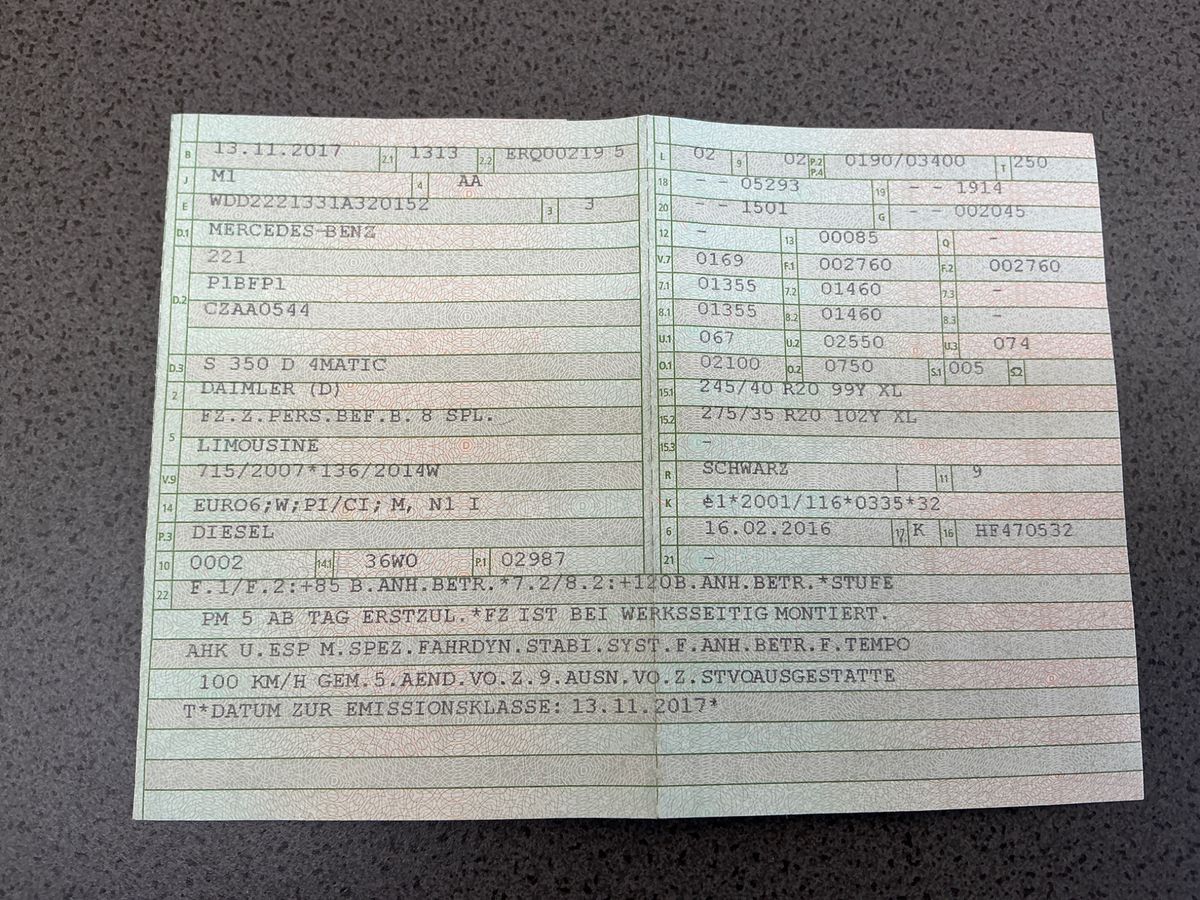 B 13.11.2017 2.1 1313 2.2 ERQ00219 5
J M1 4 AA
E WDD2221331A320152 3 3
D.1 MERCEDES-BENZ
221
D.2 P1BFP1
CZAA0544
D.3 S 350 D 4MATIC
2 DAIMLER (D)
5 FZ.Z.PERS.BEF.B. 8 SPL.
LIMOUSINE
V.9 715/2007*136/2014W
14 EURO6;W;PI/CI; M, N1 I
P.3 DIESEL
10 0002 14.1 36W0 P.1 02987
L 02 9 02 P.2 P.4 0190/03400 T 250
18 - - 05293 19 - - 1914
20 - - 1501 G - - 002045
12 - 13 00085 Q -
V.7 0169 F.1 002760 F.2 002760
7.1 01355 7.2 01460 7.3 -
8.1 01355 8.2 01460 8.3 -
U.1 067 U.2 02550 U.3 074
O.1 02100 O.2 0750 S.1 005 S.2
15.1 245/40 R20 99Y XL
15.2 275/35 R20 102Y XL
15.3 -
R SCHWARZ 11 9
K e1*2001/116*0335*32
6 16.02.2016 17 K 16 HF470532
21 -
22 F.1/F.2:+85 B.ANH.BETR.*7.2/8.2:+120B.ANH.BETR.*STUFE
PM 5 AB TAG ERSTZUL.*FZ IST BEI WERKSSEITIG MONTIERT.
AHK U.ESP M.SPEZ.FAHRDYN.STABI.SYST.F.ANH.BETR.F.TEMPO
100 KM/H GEM.5.AEND.VO.Z.9.AUSN.VO.Z.STVOAUSGESTATTE
T*DATUM ZUR EMISSIONSKLASSE: 13.11.2017*